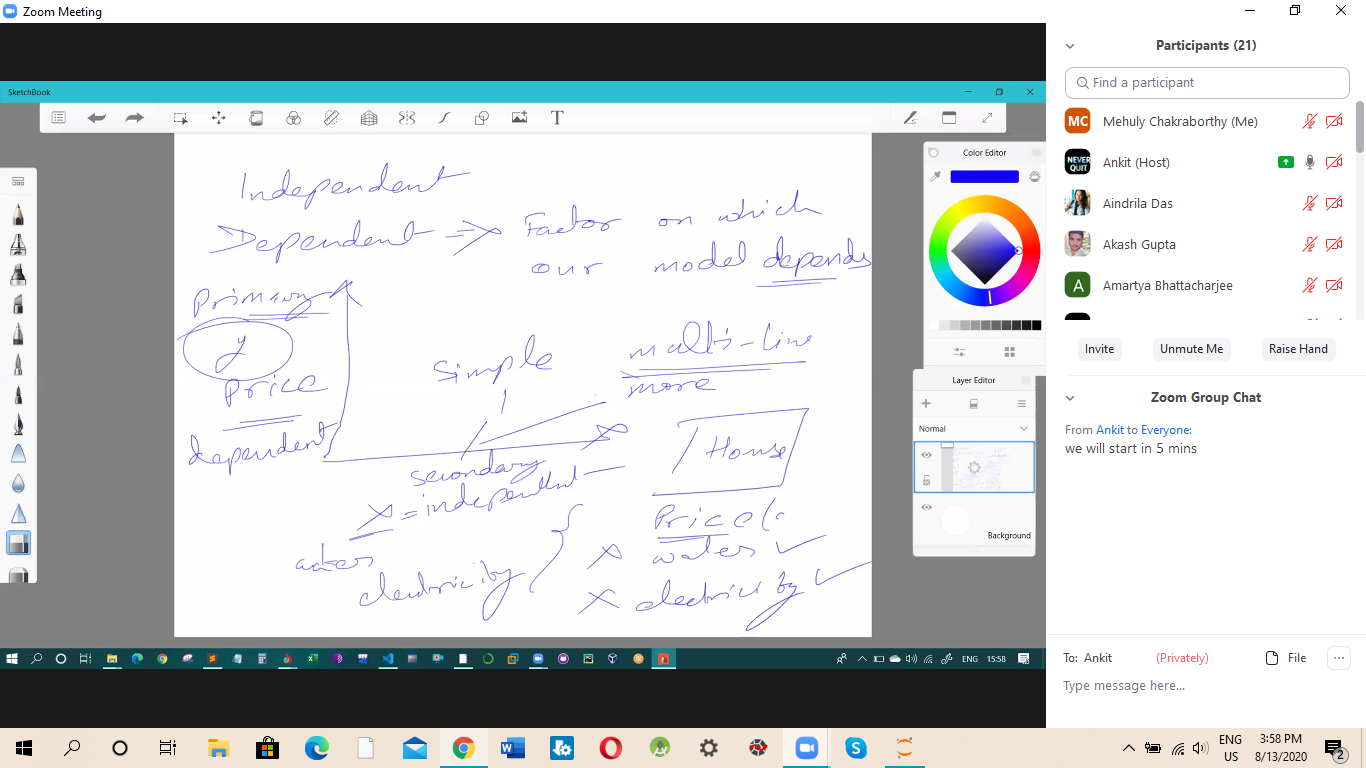 Zoom Meeting
SketchBook
Independent
Dependent => Factor on which
our model depends
Primary
y
Price
dependent
Simple
multi-line
more
House
secondary
X = independent
water
electricity
Price (
X water ✓
X electricity ✓
Color Editor
Layer Editor
Normal
Background
ENG 15:58
Participants (21)
Find a participant
MC Mehuly Chakraborthy (Me)
NEVER QUIT Ankit (Host)
Aindrila Das
Akash Gupta
A Amartya Bhattacharjee
Invite Unmute Me Raise Hand
Zoom Group Chat
From Ankit to Everyone:
we will start in 5 mins
To: Ankit (Privately) File
Type message here...
ENG 3:58 PM
US 8/13/2020 2